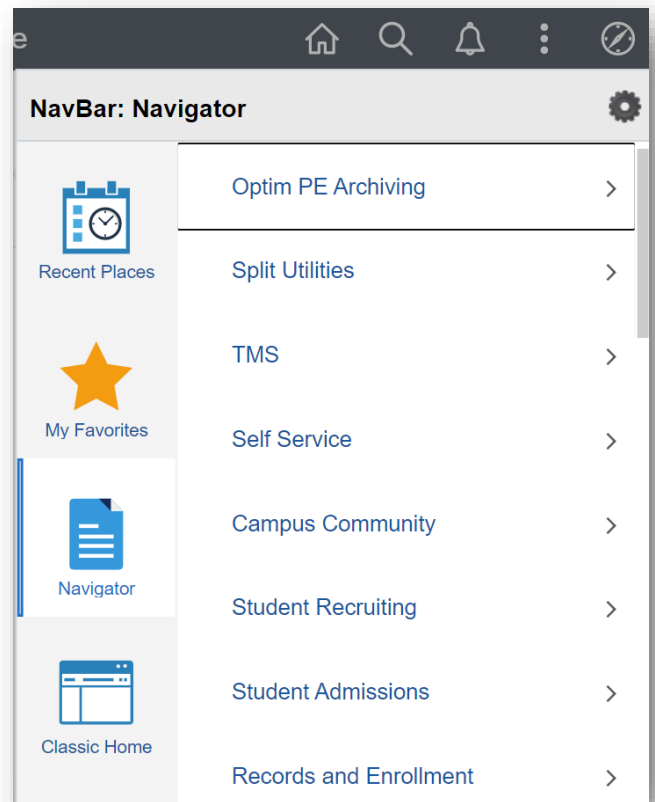 e
NavBar: Navigator
Recent Places
My Favorites
Navigator
Classic Home
Optim PE Archiving
Split Utilities
TMS
Self Service
Campus Community
Student Recruiting
Student Admissions
Records and Enrollment